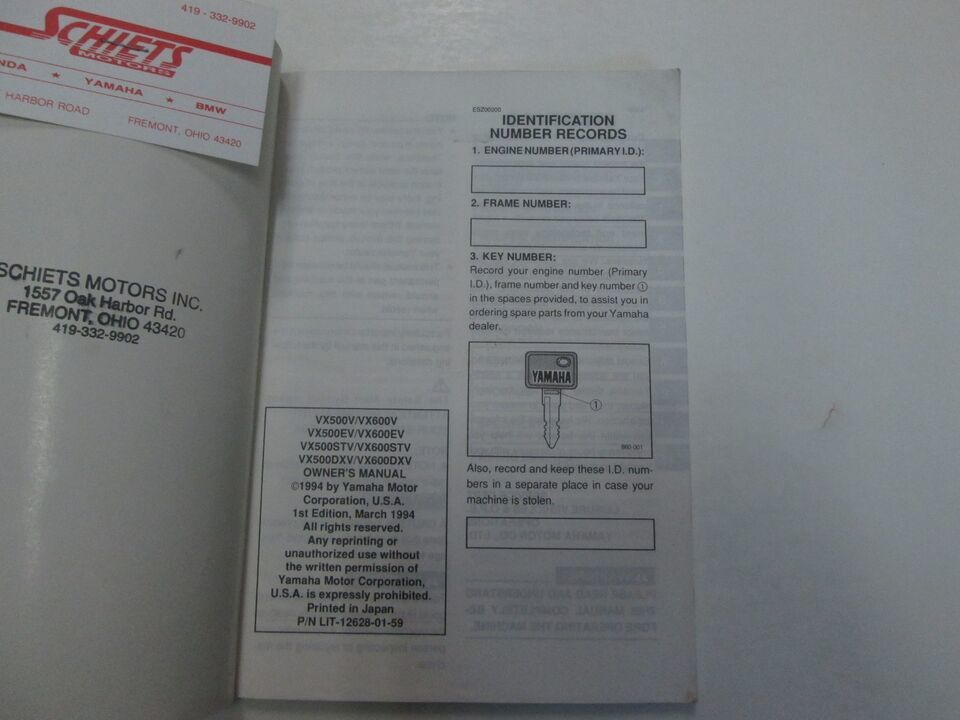 419 - 332-9902
SCHIETS
MOTORS
NDA ★ YAMAHA ★ BMW
HARBOR ROAD
FREMONT, OHIO 43420
SCHIETS MOTORS INC.
1557 Oak Harbor Rd.
FREMONT, OHIO 43420
419-332-9902
VX500V/VX600V
VX500EV/VX600EV
VX500STV/VX600STV
VX500DXV/VX600DXV
OWNER'S MANUAL
©1994 by Yamaha Motor
Corporation, U.S.A.
1st Edition, March 1994
All rights reserved.
Any reprinting or
unauthorized use without
the written permission of
Yamaha Motor Corporation,
U.S.A. is expressly prohibited.
Printed in Japan
P/N LIT-12628-01-59
ESZ00000
IDENTIFICATION
NUMBER RECORDS
1. ENGINE NUMBER (PRIMARY I.D.):
2. FRAME NUMBER:
3. KEY NUMBER:
Record your engine number (Primary
I.D.), frame number and key number ①
in the spaces provided, to assist you in
ordering spare parts from your Yamaha
dealer.
YAMAHA
①
860-001
Also, record and keep these I.D. num-
bers in a separate place in case your
machine is stolen.